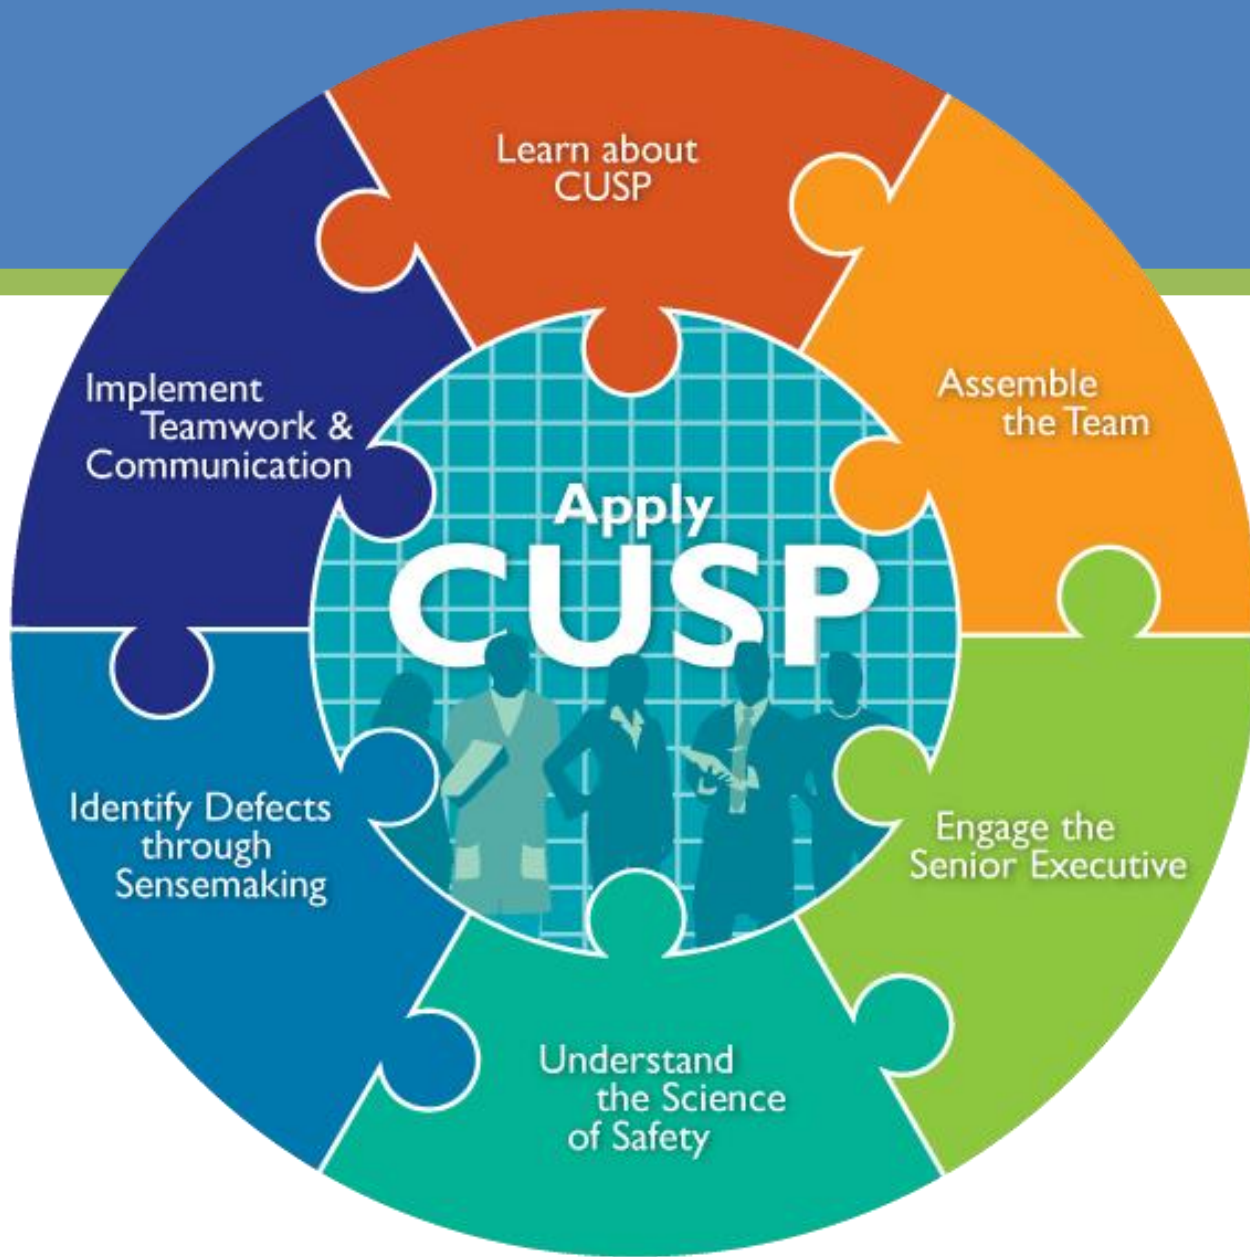 Learn about
CUSP
Assemble
the Team
Engage the
Senior Executive
Understand
the Science
of Safety
Identify Defects
through
Sensemaking
Implement
Teamwork &
Communication
Apply
CUSP